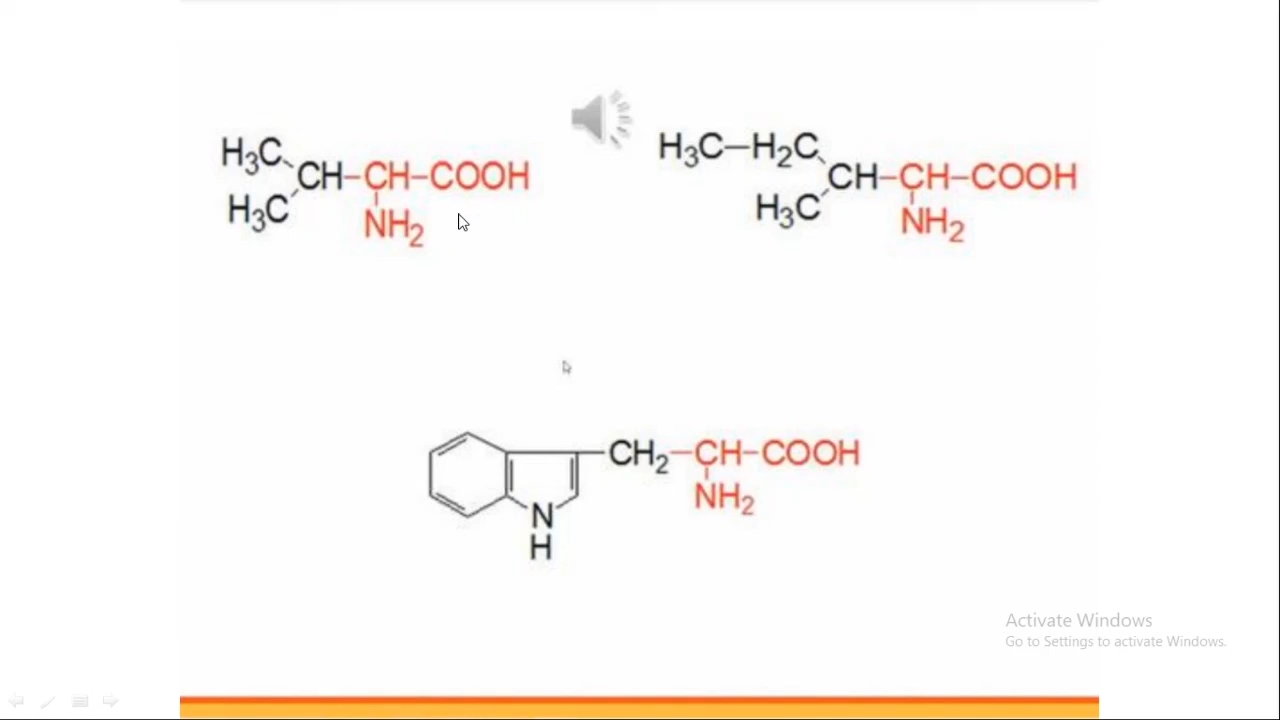 H3C
CH-CH-COOH
H3C
NH2
H3C-H2C
CH-CH-COOH
H3C
NH2
CH2-CH-COOH
NH2
N
H
Activate Windows
Go to Settings to activate Windows.